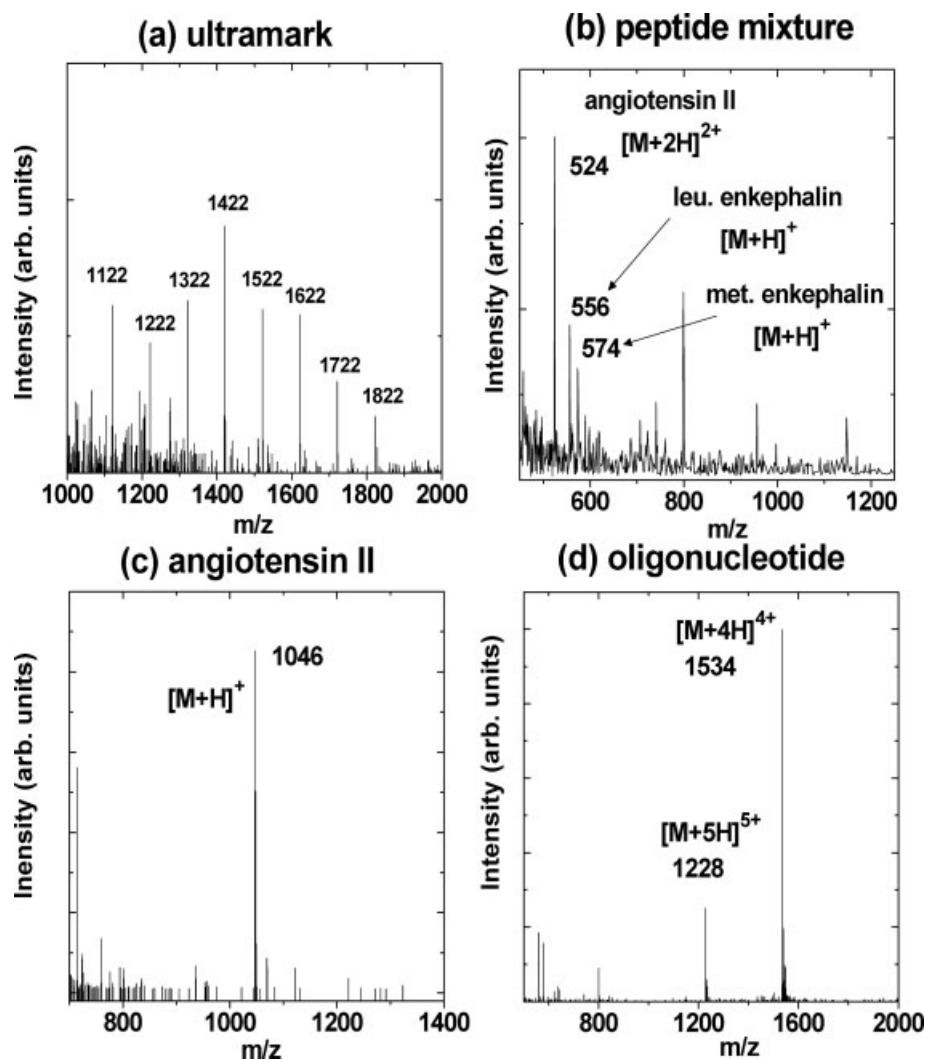 (a) ultramark
Intensity (arb. units)
1122
1222
1322
1422
1522
1622
1722
1822
1000 1200 1400 1600 1800 2000
m/z
(b) peptide mixture
Intensity (arb. units)
angiotensin II
[M+2H]2+
524
leu. enkephalin
[M+H]+
556
met. enkephalin
574
[M+H]+
600 800 1000 1200
m/z
(c) angiotensin II
Inensity (arb. units)
1046
[M+H]+
800 1000 1200 1400
m/z
(d) oligonucleotide
Intensity (arb. units)
[M+4H]4+
1534
[M+5H]5+
1228
800 1200 1600 2000
m/z